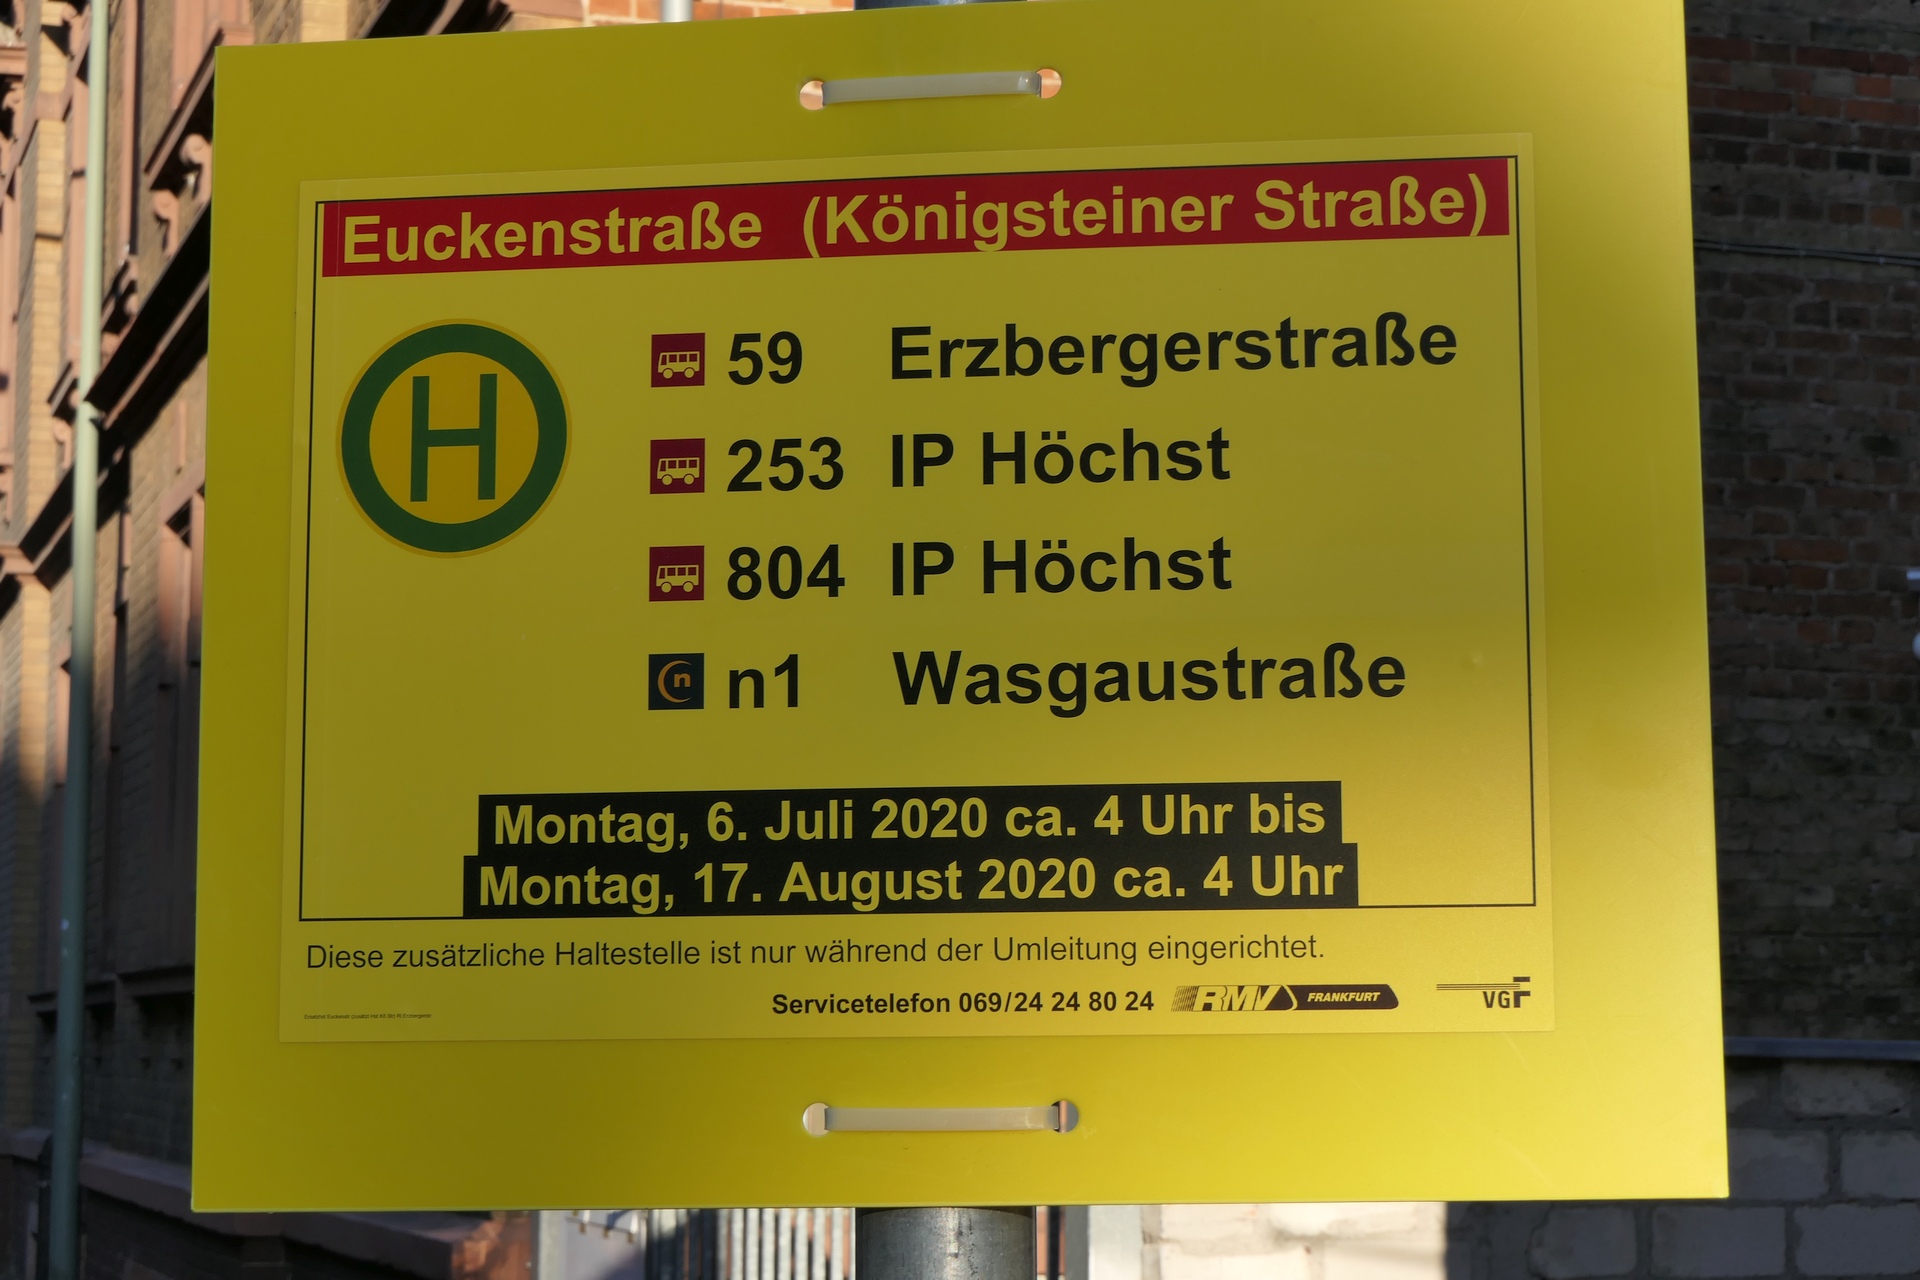 Euckenstraße (Königsteiner Straße)
H
59 Erzbergerstraße
253 IP Höchst
804 IP Höchst
n n1 Wasgaustraße
Montag, 6. Juli 2020 ca. 4 Uhr bis
Montag, 17. August 2020 ca. 4 Uhr
Diese zusätzliche Haltestelle ist nur während der Umleitung eingerichtet.
Servicetelefon 069/24 24 80 24 RMV FRANKFURT VGF